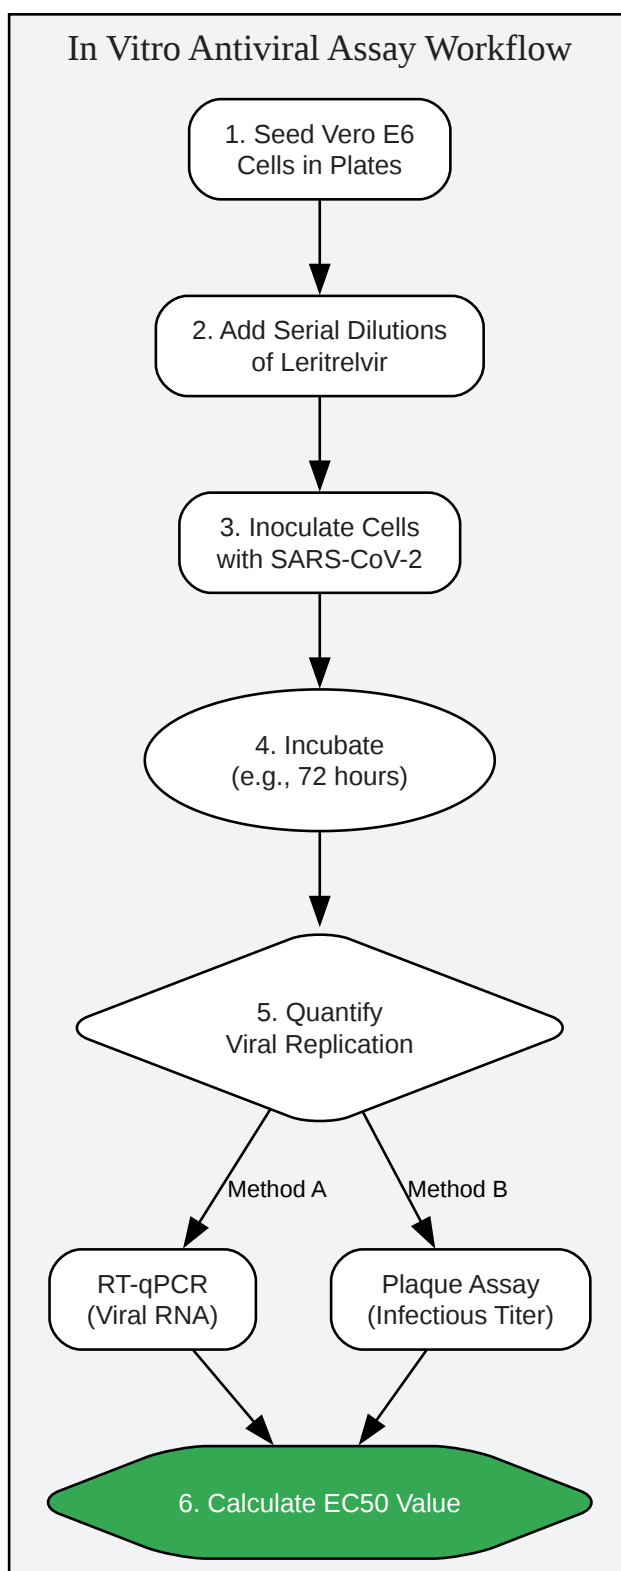 In Vitro Antiviral Assay Workflow
1. Seed Vero E6
Cells in Plates
2. Add Serial Dilutions
of Leritrelvir
3. Inoculate Cells
with SARS-CoV-2
4. Incubate
(e.g., 72 hours)
5. Quantify
Viral Replication
Method A
Method B
RT-qPCR
(Viral RNA)
Plaque Assay
(Infectious Titer)
6. Calculate EC50 Value